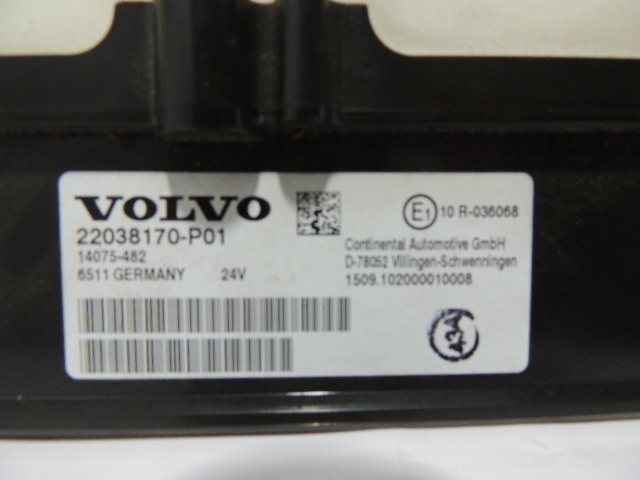 VOLVO
22038170-P01
14075-482
6511 GERMANY 24V
E1 10 R-036068
Continental Automotive GmbH
D-78052 Villingen-Schwenningen
1509.102000010008
43A